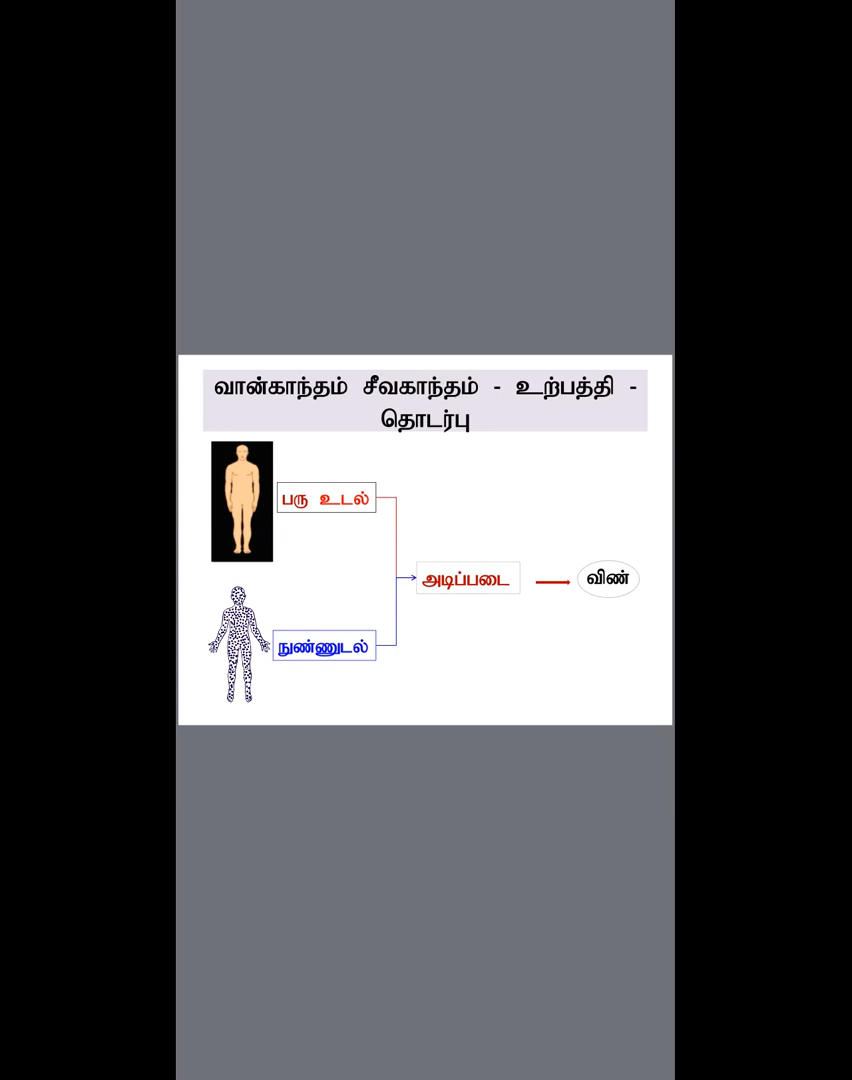 வான்காந்தம் சீவகாந்தம் - உற்பத்தி -
தொடர்பு
பரு உடல்
அடிப்படை
விண்
நுண்ணுடல்